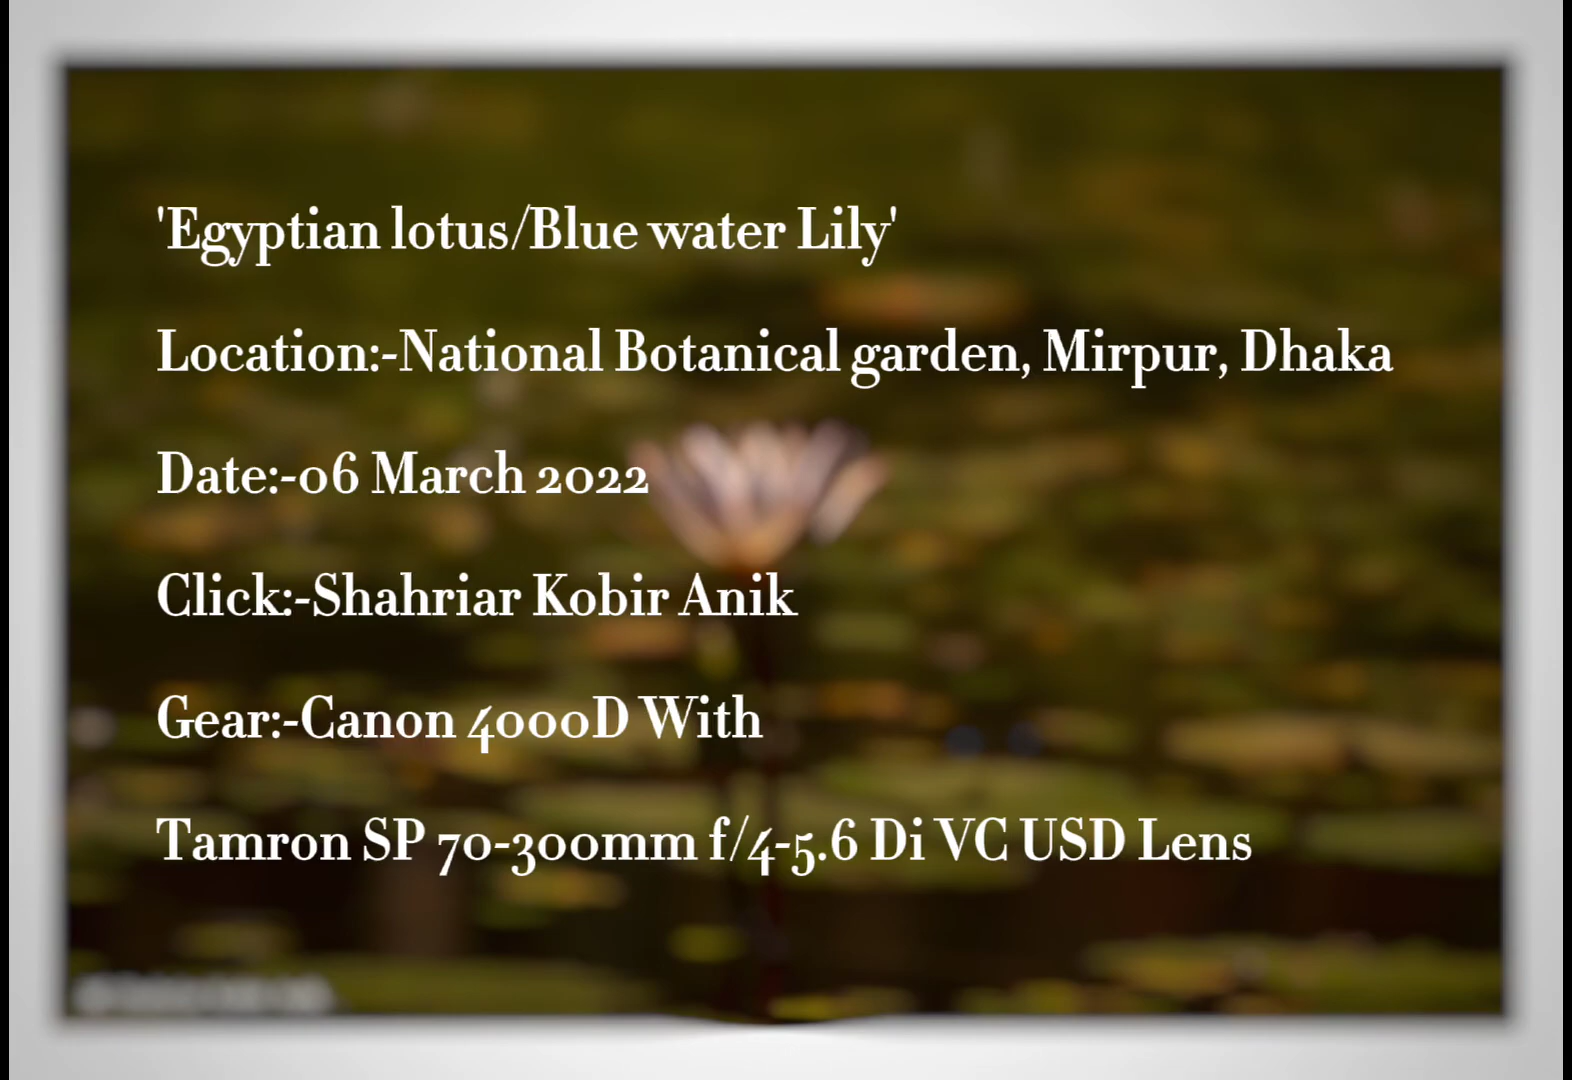 'Egyptian lotus/Blue water Lily'
Location:-National Botanical garden, Mirpur, Dhaka
Date:-06 March 2022
Click:-Shahriar Kobir Anik
Gear:-Canon 4000D With
Tamron SP 70-300mm f/4-5.6 Di VC USD Lens